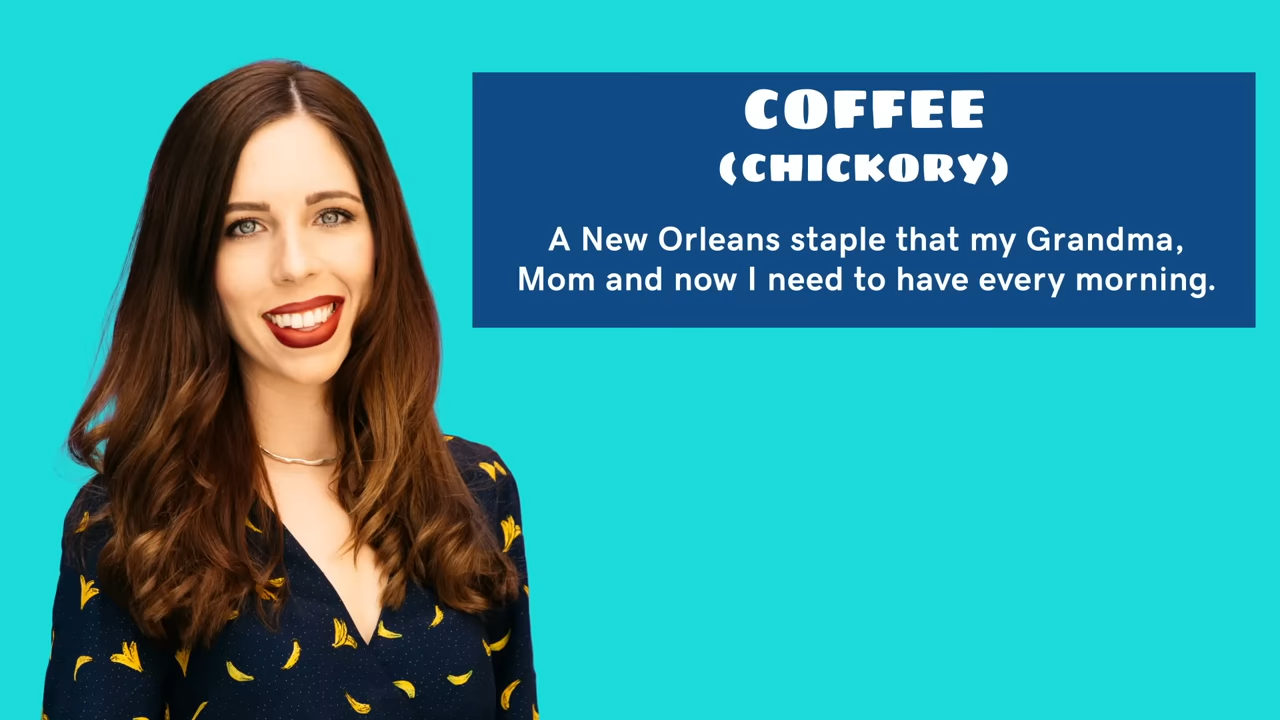 COFFEE
(CHICKORY)
A New Orleans staple that my Grandma,
Mom and now I need to have every morning.